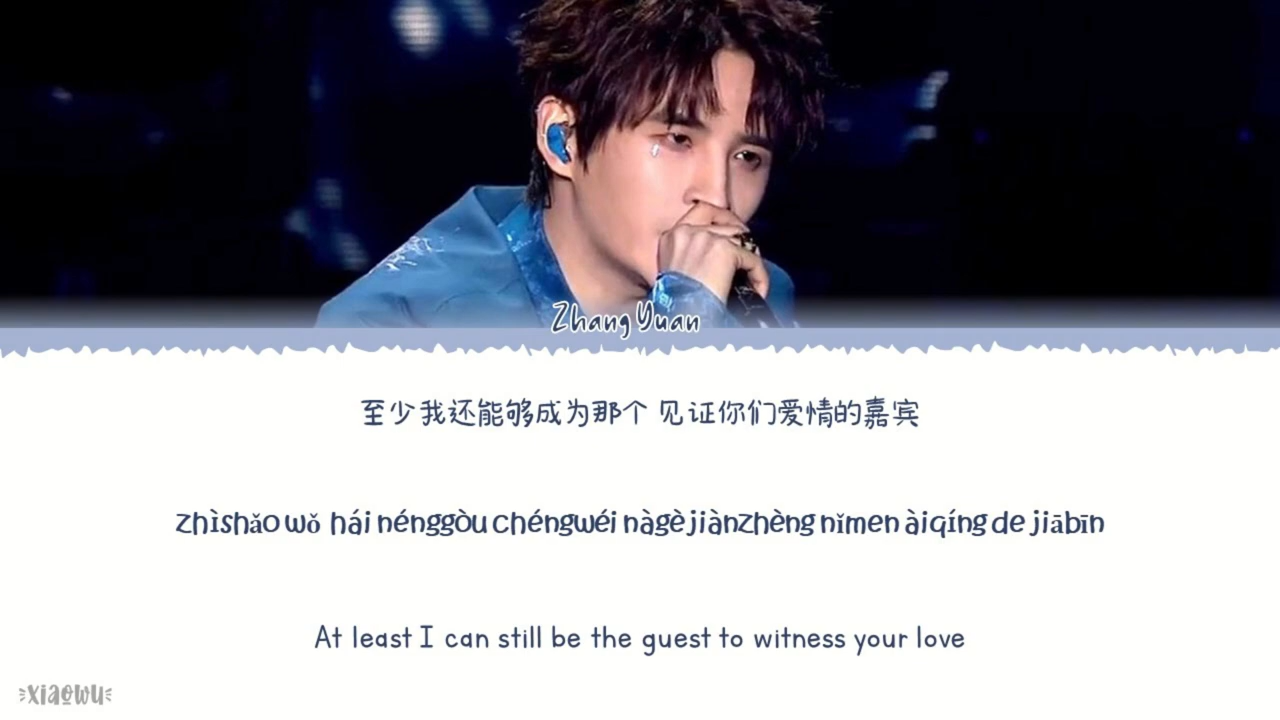 Zhang Yuan
至少我还能够成为那个 见证你们爱情的嘉宾
zhìshǎo wǒ hái nénggòu chéngwéi nàgè jiànzhèng nǐmen àiqíng de jiābīn
At least I can still be the guest to witness your love
xiaowu